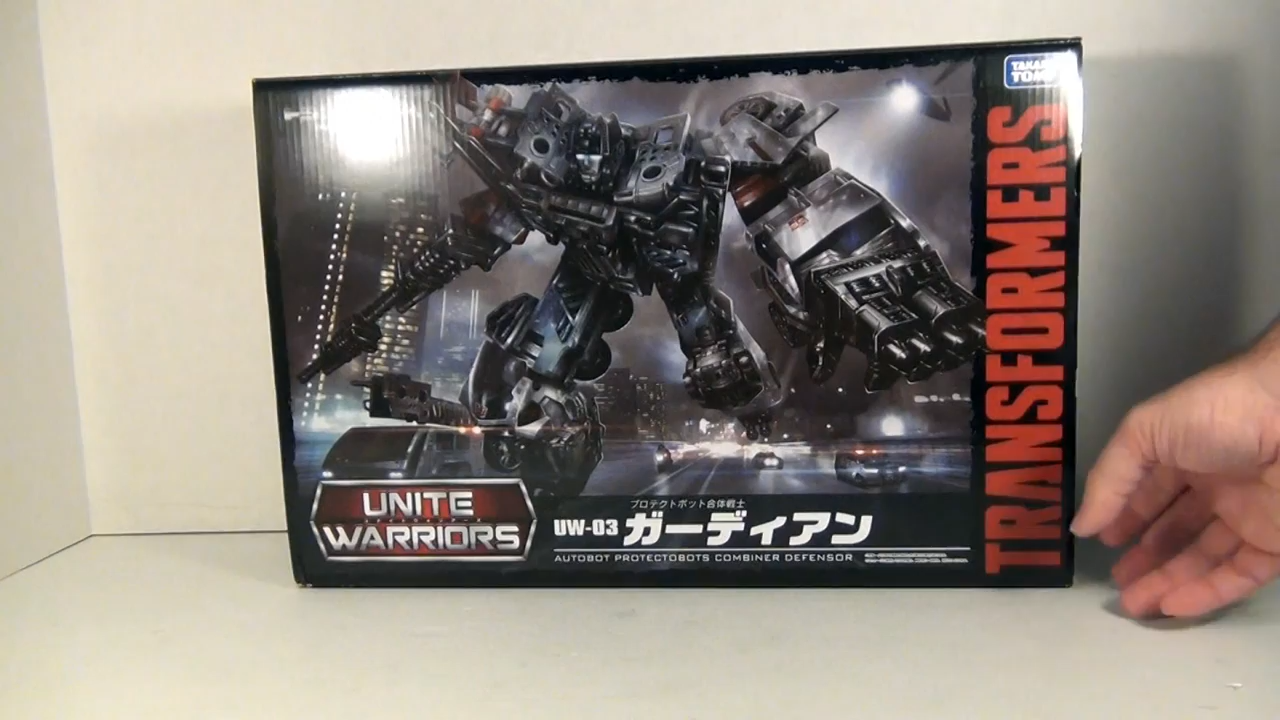 TAKARA
TOMY
TRANSFORMERS
UNITE
WARRIORS
プロテクトボット合体戦士
UW-03 ガーディアン
AUTOBOT PROTECTOBOTS COMBINER DEFENSOR